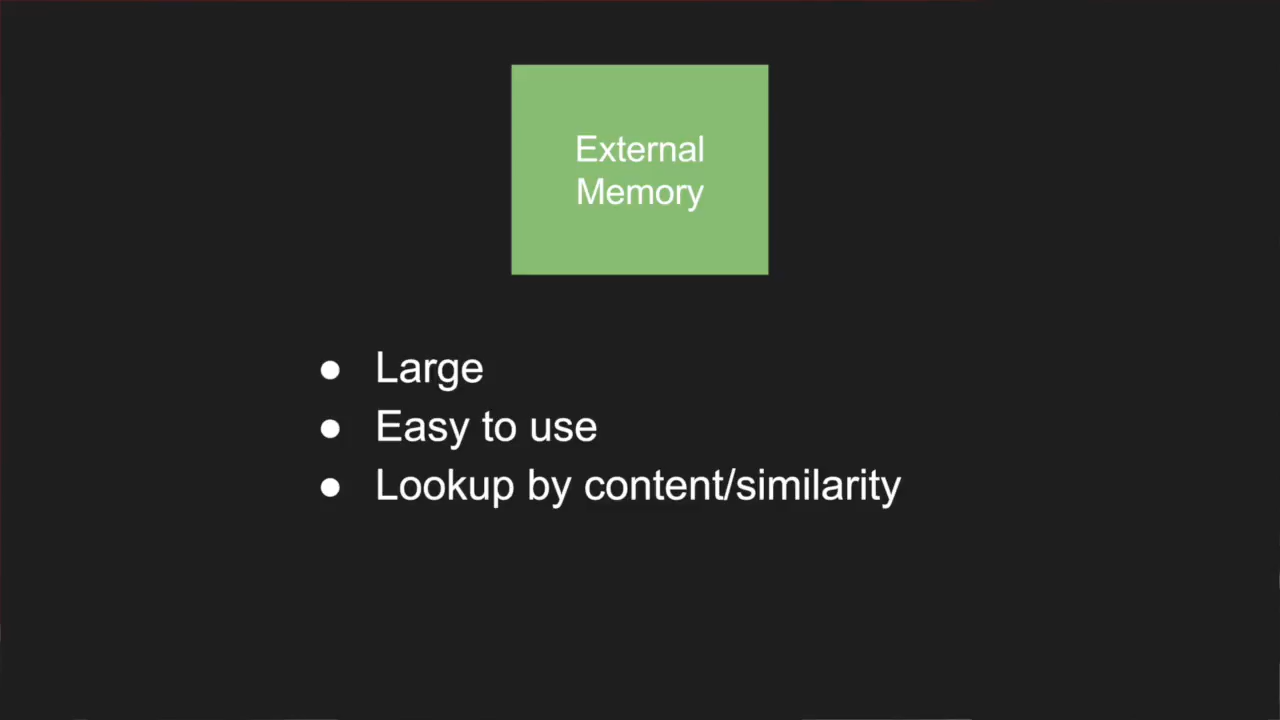 External
Memory
● Large
● Easy to use
● Lookup by content/similarity